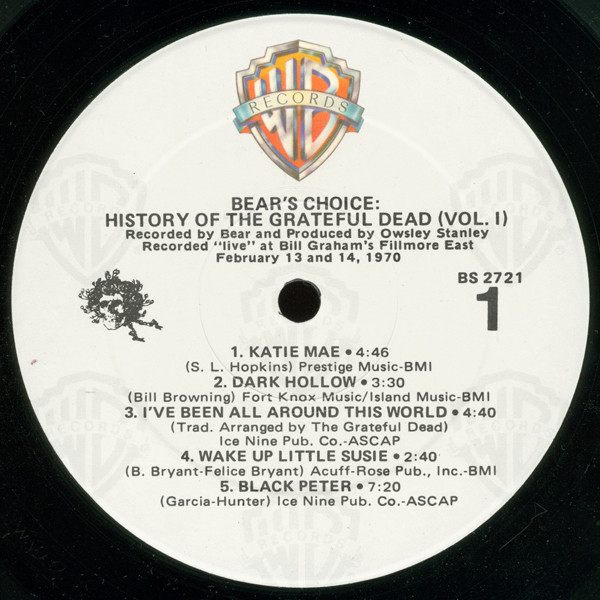 WB
RECORDS
BEAR'S CHOICE:
HISTORY OF THE GRATEFUL DEAD (VOL. I)
Recorded by Bear and Produced by Owsley Stanley
Recorded "live" at Bill Graham's Fillmore East
February 13 and 14, 1970
BS 2721
1
1. KATIE MAE • 4:46
(S. L. Hopkins) Prestige Music-BMI
2. DARK HOLLOW • 3:30
(Bill Browning) Fort Knox Music/Island Music-BMI
3. I'VE BEEN ALL AROUND THIS WORLD • 4:40
(Trad. Arranged by The Grateful Dead)
Ice Nine Pub. Co.-ASCAP
4. WAKE UP LITTLE SUSIE • 2:40
(B. Bryant-Felice Bryant) Acuff-Rose Pub., Inc.-BMI
5. BLACK PETER • 7:20
(Garcia-Hunter) Ice Nine Pub. Co.-ASCAP